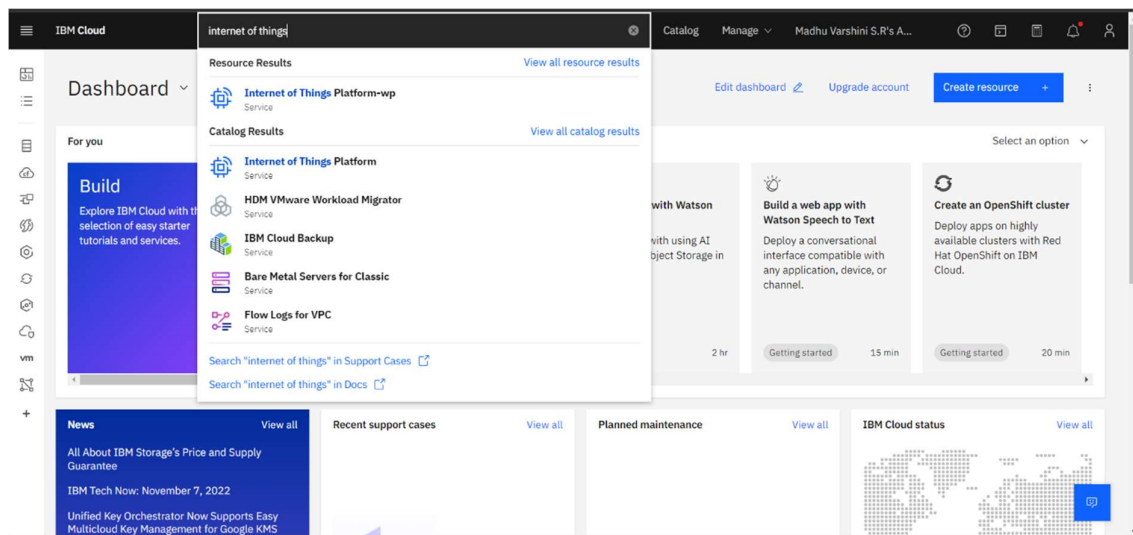 IBM Cloud
internet of things
Catalog
Manage
Madhu Varshini S.R's A...
Resource Results
View all resource results
Internet of Things Platform-wp
Service
Catalog Results
View all catalog results
Internet of Things Platform
Service
HDM VMware Workload Migrator
Service
IBM Cloud Backup
Service
Bare Metal Servers for Classic
Service
Flow Logs for VPC
Service
Search "internet of things" in Support Cases
Search "internet of things" in Docs
Dashboard
Edit dashboard
Upgrade account
Create resource +
For you
Select an option
Build
Explore IBM Cloud with th
selection of easy starter
tutorials and services.
with Watson
with using AI
bject Storage in
2 hr
Build a web app with
Watson Speech to Text
Deploy a conversational
interface compatible with
any application, device, or
channel.
Getting started
15 min
Create an OpenShift cluster
Deploy apps on highly
available clusters with Red
Hat OpenShift on IBM
Cloud.
Getting started
20 min
vm
News
View all
All About IBM Storage's Price and Supply
Guarantee
IBM Tech Now: November 7, 2022
Unified Key Orchestrator Now Supports Easy
Multicloud Key Management for Google KMS
Recent support cases
View all
Planned maintenance
View all
IBM Cloud status
View all